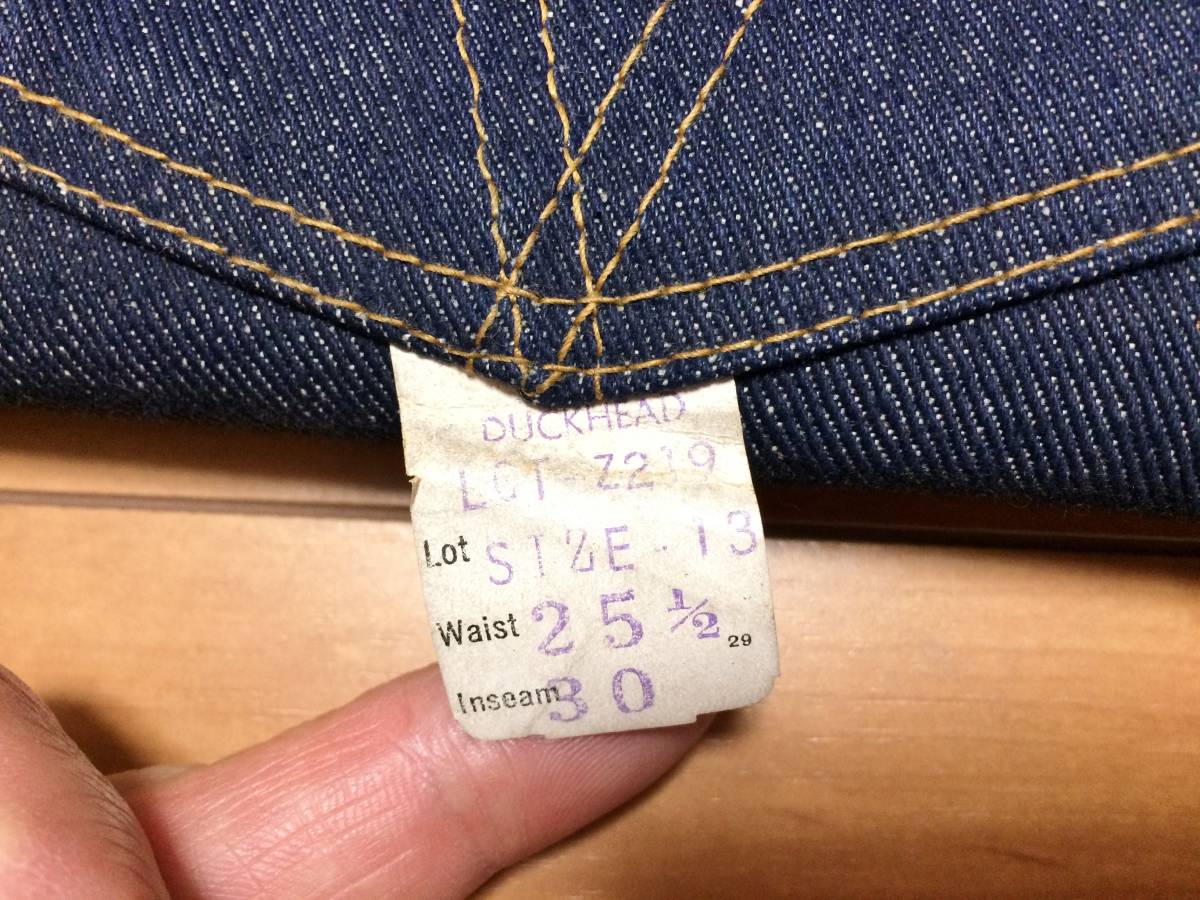 DUCKHEAD
LOT Z219
Lot SIZE - 13
Waist 25 ½ 29
Inseam 30